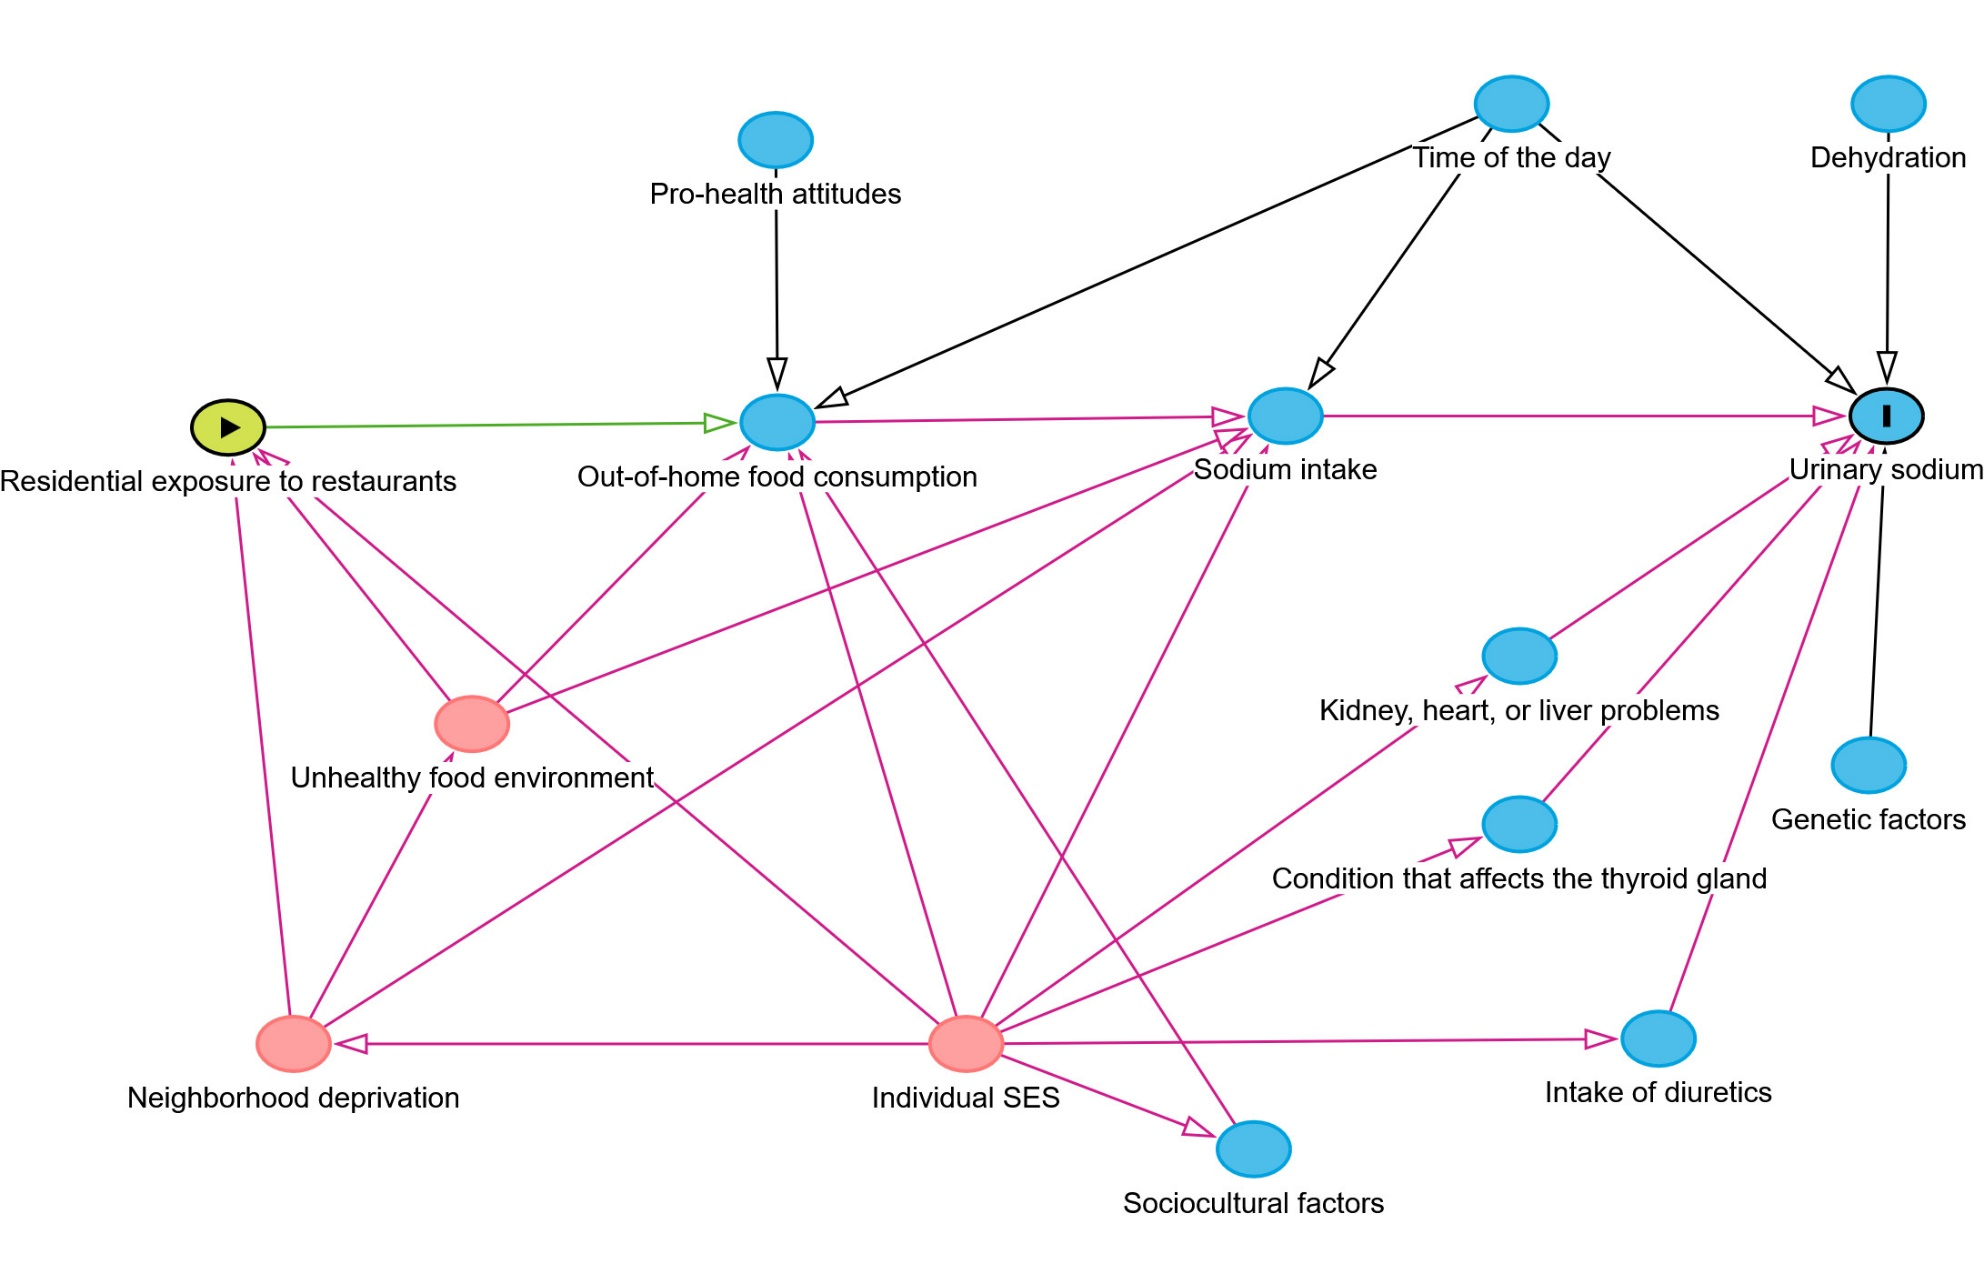 Time of the day
Dehydration
Pro-health attitudes
Residential exposure to restaurants
Out-of-home food consumption
Sodium intake
Urinary sodium
Kidney, heart, or liver problems
Unhealthy food environment
Genetic factors
Condition that affects the thyroid gland
Neighborhood deprivation
Individual SES
Intake of diuretics
Sociocultural factors